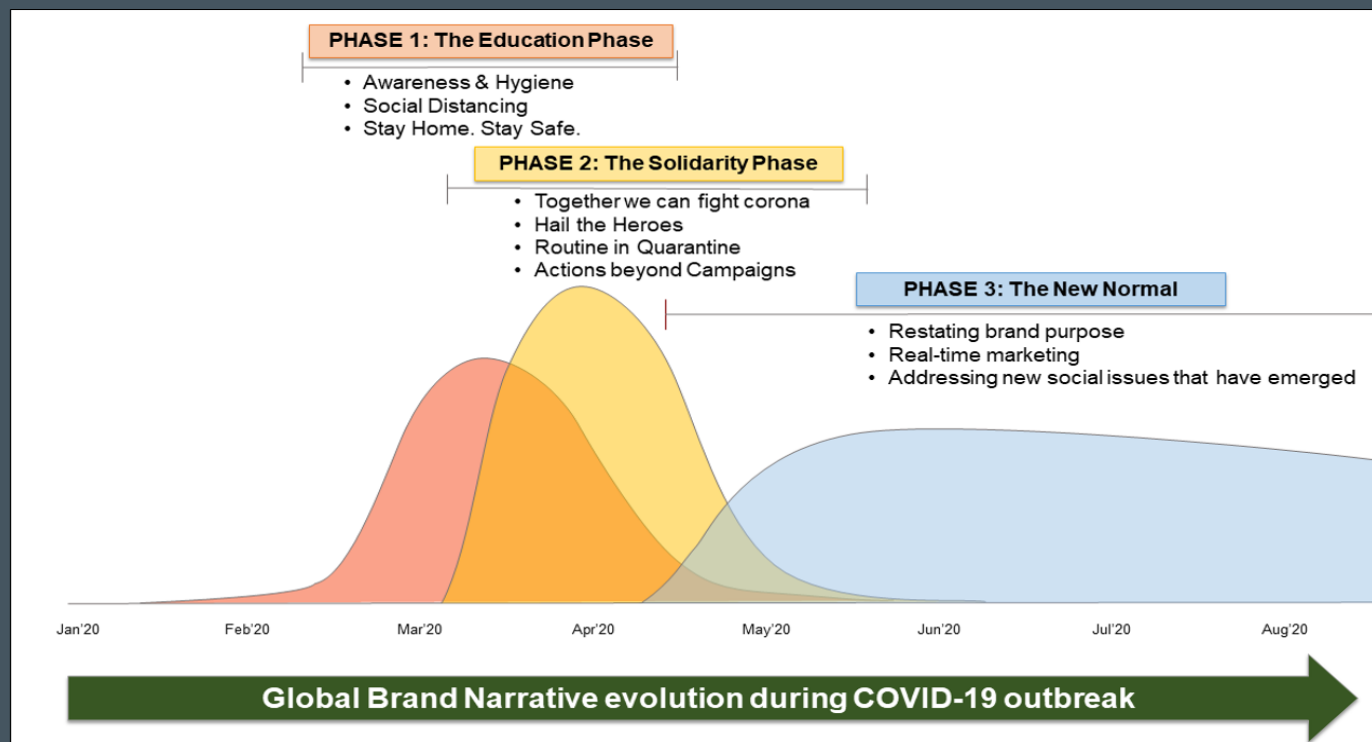 PHASE 1: The Education Phase
• Awareness & Hygiene
• Social Distancing
• Stay Home. Stay Safe.
PHASE 2: The Solidarity Phase
• Together we can fight corona
• Hail the Heroes
• Routine in Quarantine
• Actions beyond Campaigns
PHASE 3: The New Normal
• Restating brand purpose
• Real-time marketing
• Addressing new social issues that have emerged
Jan'20 Feb'20 Mar'20 Apr'20 May'20 Jun'20 Jul'20 Aug'20
Global Brand Narrative evolution during COVID-19 outbreak